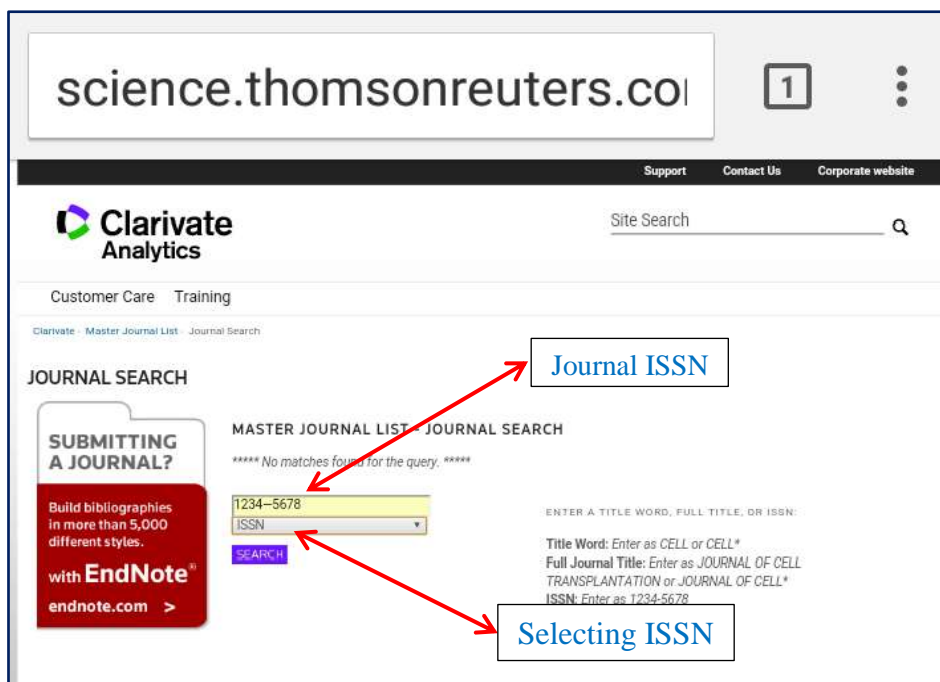 science.thomsonreuters.co
1
Support Contact Us Corporate website
Clarivate
Analytics
Site Search
Customer Care Training
Clarivate Master Journal List Journal Search
Journal ISSN
JOURNAL SEARCH
SUBMITTING
A JOURNAL?
Build bibliographies
in more than 5,000
different styles.
with EndNote®
endnote.com >
MASTER JOURNAL LIST - JOURNAL SEARCH
***** No matches found for the query. *****
1234—5678
ISSN
SEARCH
ENTER A TITLE WORD, FULL TITLE, OR ISSN:
Title Word: Enter as CELL or CELL*
Full Journal Title: Enter as JOURNAL OF CELL
TRANSPLANTATION or JOURNAL OF CELL*
ISSN: Enter as 1234-5678
Selecting ISSN